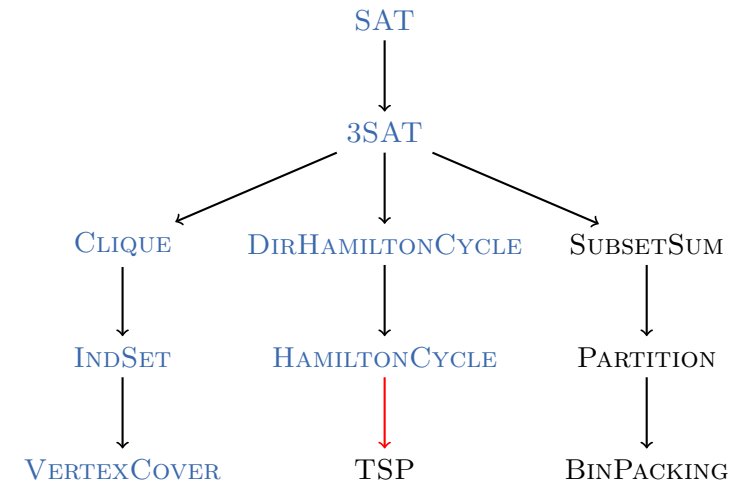 SAT
3SAT
CLIQUE DIRHAMILTONCYCLE SUBSETSUM
INDSET HAMILTONCYCLE PARTITION
VERTEXCOVER TSP BINPACKING